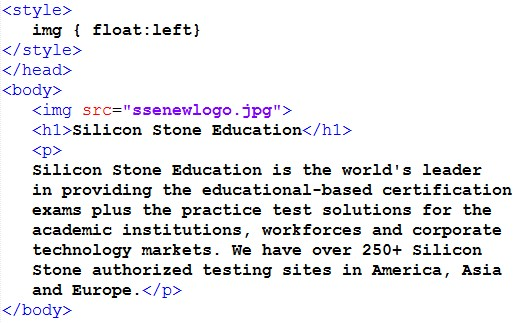 <style>
img { float:left}
</style>
</head>
<body>
<img src="ssenewlogo.jpg">
<h1>Silicon Stone Education</h1>
<p>
Silicon Stone Education is the world's leader
in providing the educational-based certification
exams plus the practice test solutions for the
academic institutions, workforces and corporate
technology markets. We have over 250+ Silicon
Stone authorized testing sites in America, Asia
and Europe.</p>
</body>